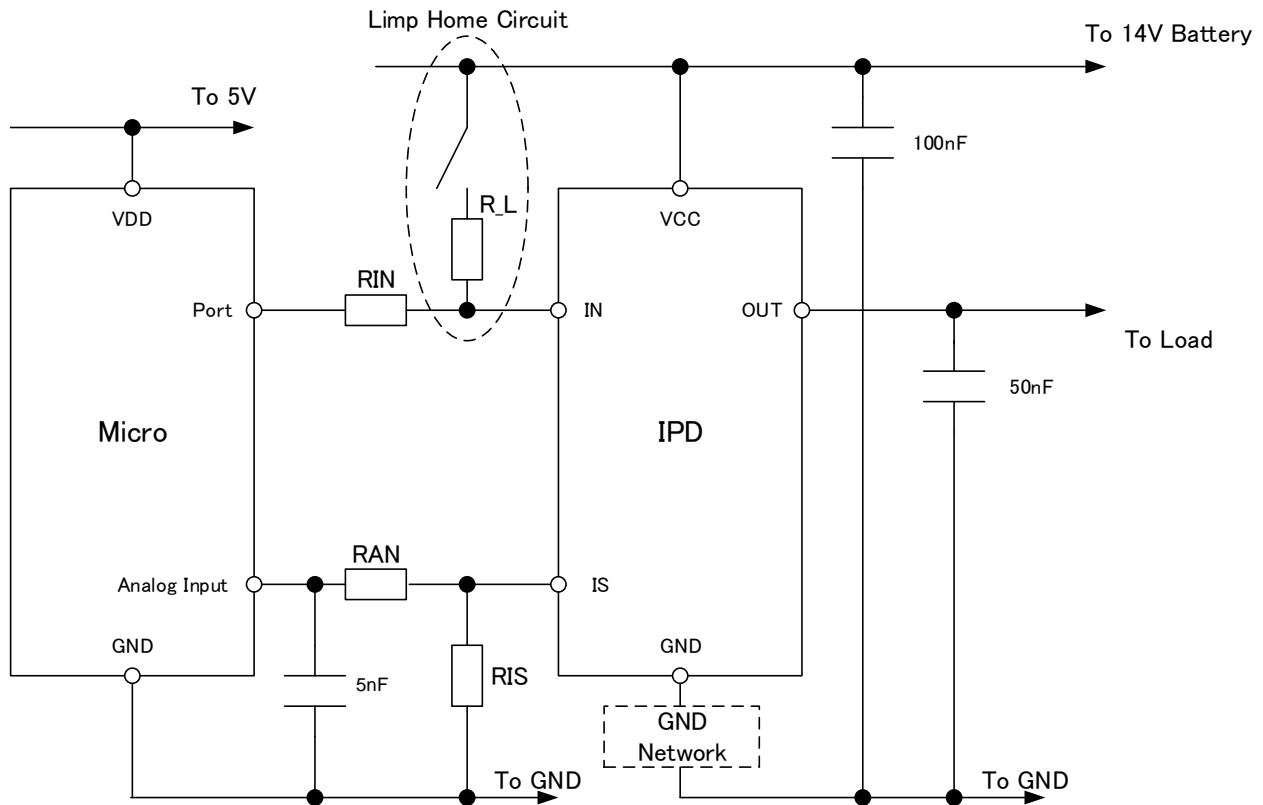 Limp Home Circuit
To 14V Battery
To 5V
100nF
VDD
R_L
VCC
RIN
Port
IN
OUT
To Load
50nF
Micro
IPD
RAN
Analog Input
IS
GND
GND
RIS
5nF
GND
Network
To GND
To GND